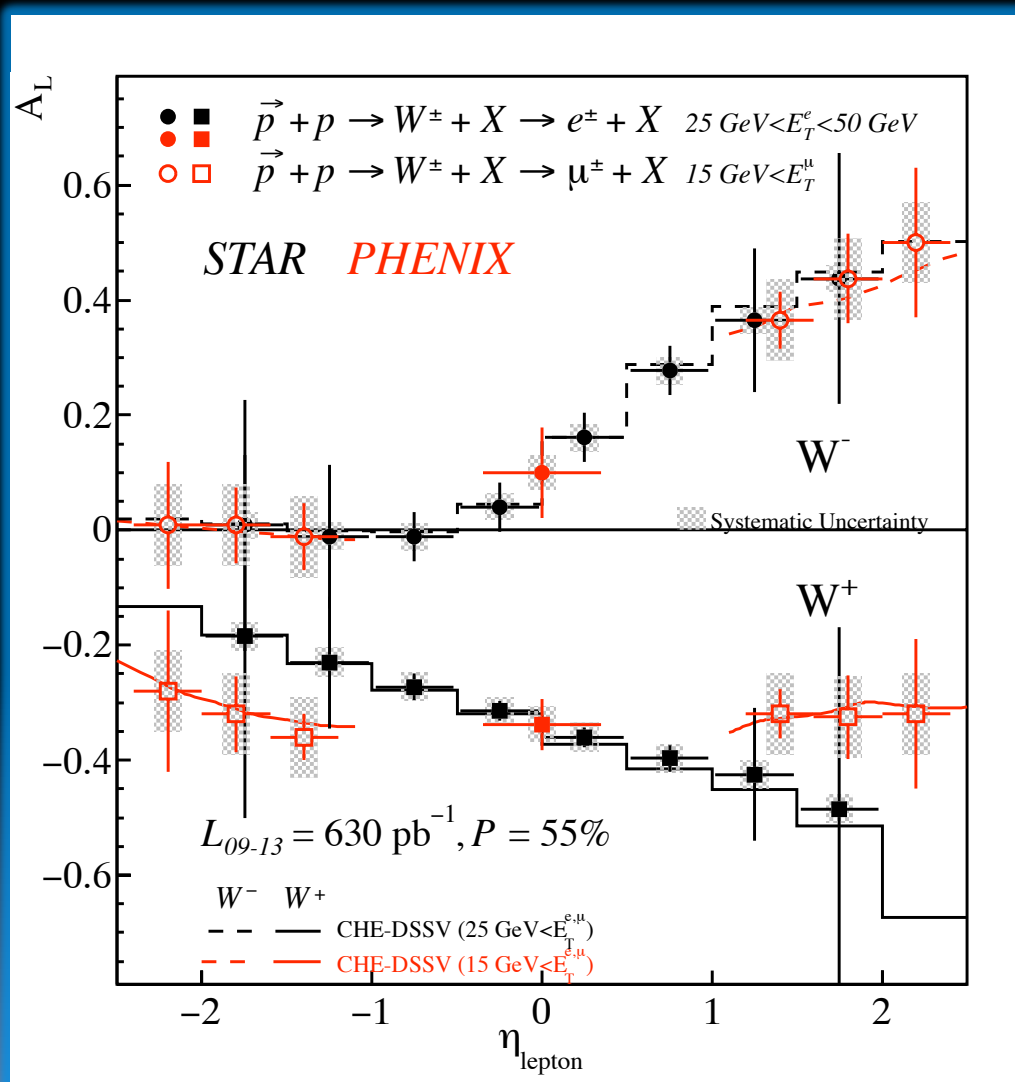 A_L
p⃗ + p → W± + X → e± + X 25 GeV<E_T^e<50 GeV
p⃗ + p → W± + X → μ± + X 15 GeV<E_T^μ
STAR PHENIX
0.6
0.4
0.2
0
−0.2
−0.4
−0.6
W⁻
Systematic Uncertainty
W⁺
L_09-13 = 630 pb⁻¹, P = 55%
W⁻ W⁺
CHE-DSSV (25 GeV<E_T^e,μ)
CHE-DSSV (15 GeV<E_T^e,μ)
−2 −1 0 1 2
η_lepton